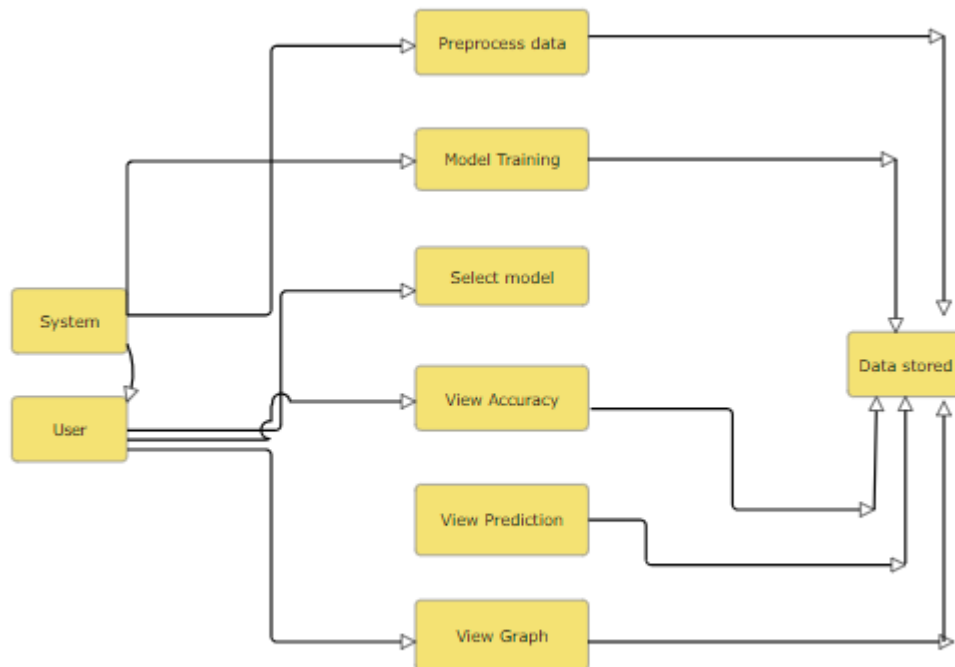 Preprocess data
Model Training
Select model
System
Data stored
View Accuracy
User
View Prediction
View Graph